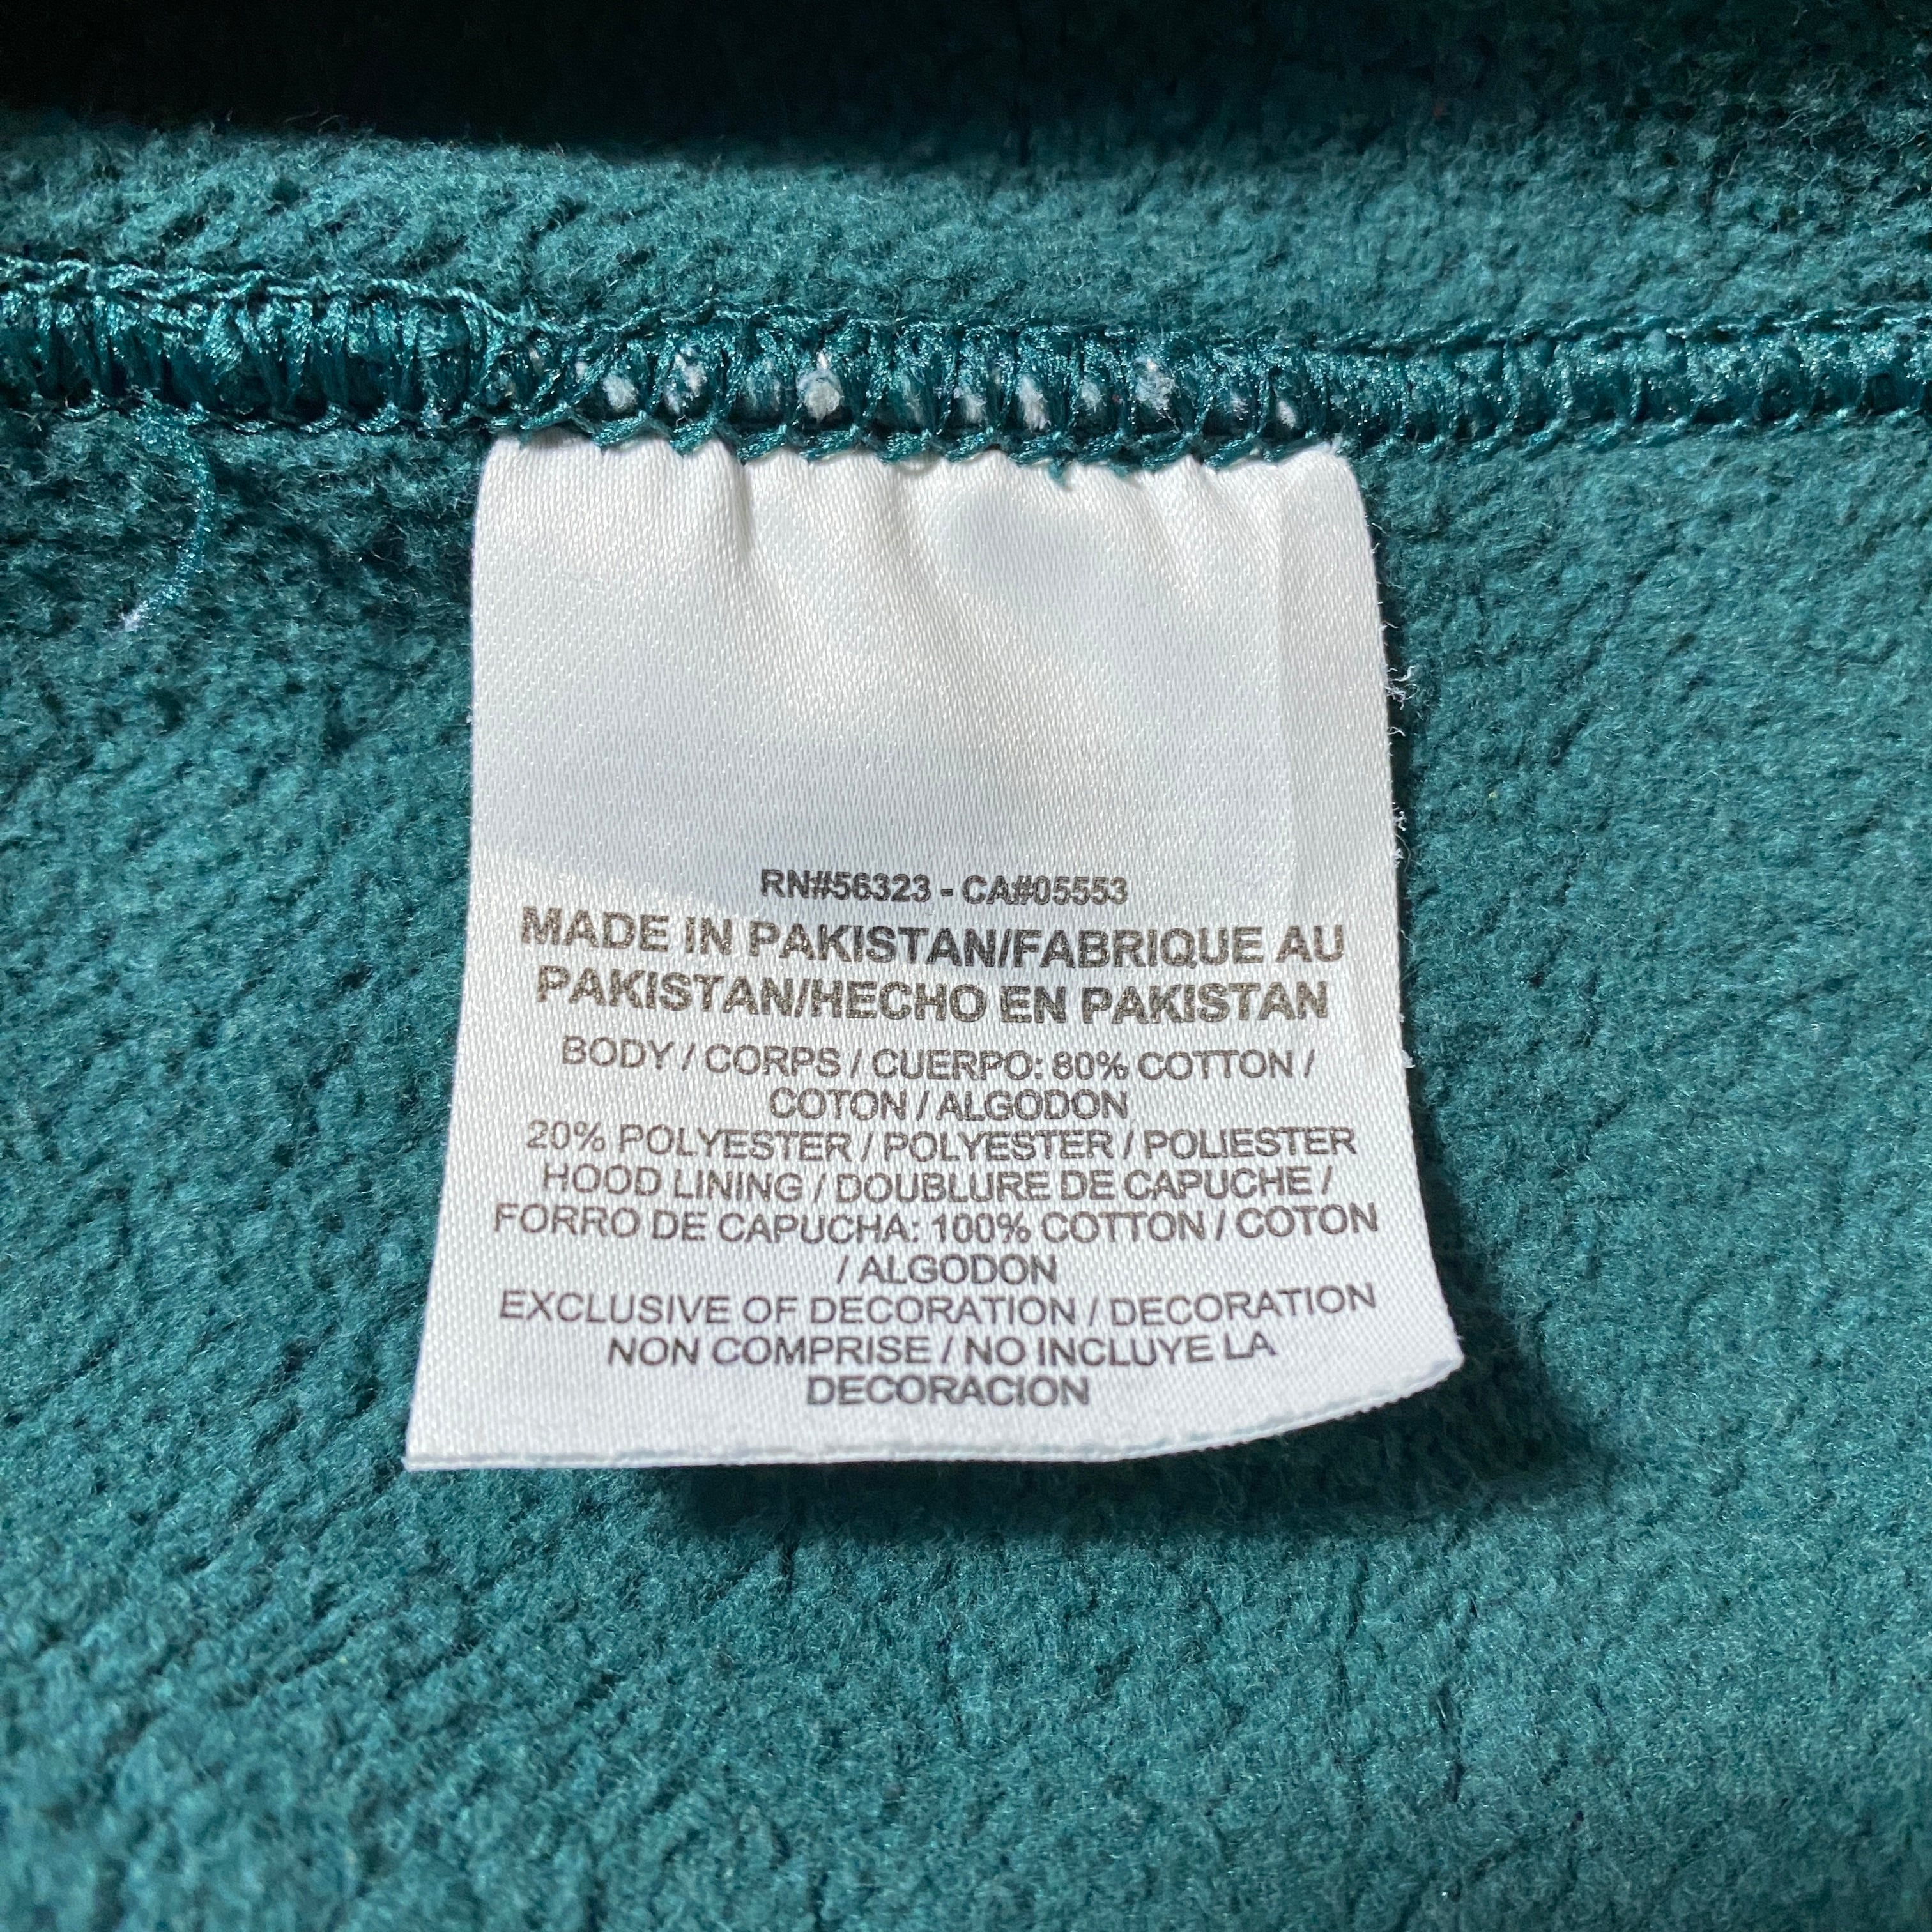 RN#56323 - CA#05553
MADE IN PAKISTAN/FABRIQUE AU
PAKISTAN/HECHO EN PAKISTAN
BODY / CORPS / CUERPO: 80% COTTON /
COTON / ALGODON
20% POLYESTER / POLYESTER / POLIESTER
HOOD LINING / DOUBLURE DE CAPUCHE /
FORRO DE CAPUCHA: 100% COTTON / COTON
/ ALGODON
EXCLUSIVE OF DECORATION / DECORATION
NON COMPRISE / NO INCLUYE LA
DECORACION